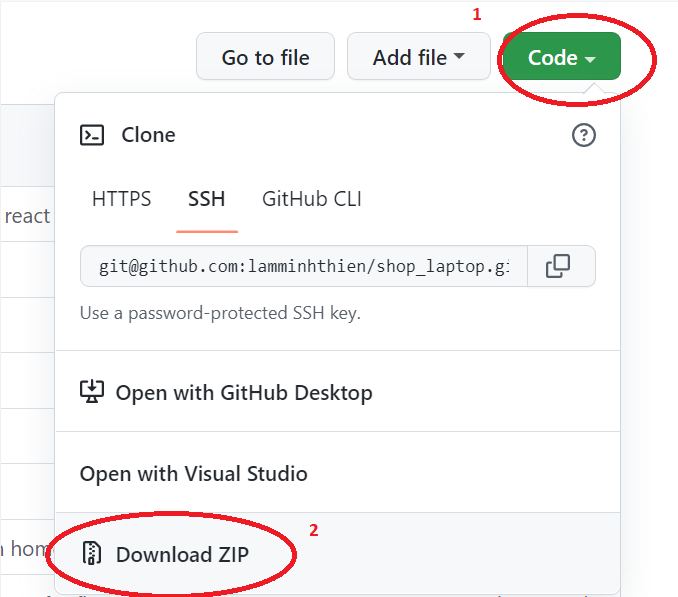 1
Go to file
Add file
Code
Clone
HTTPS SSH GitHub CLI
react
git@github.com:lamminhthien/shop_laptop.gi
Use a password-protected SSH key.
Open with GitHub Desktop
Open with Visual Studio
2
Download ZIP
hom